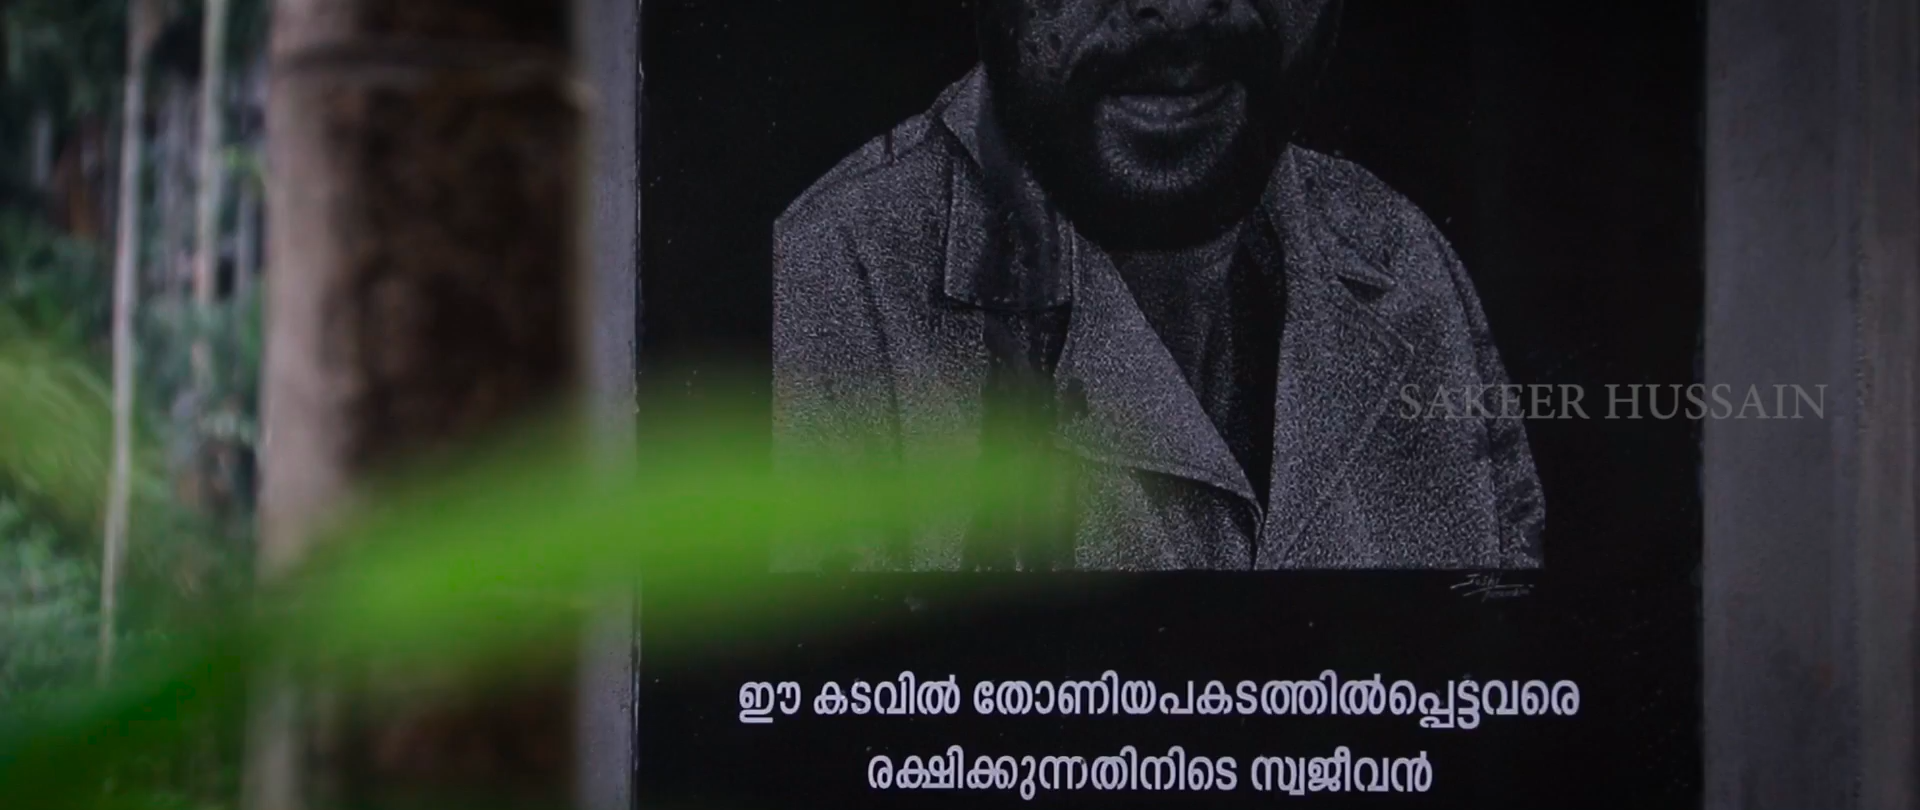 SAKEER HUSSAIN
ഈ കടവിൽ തോണിയപകടത്തിൽപ്പെട്ടവരെ
രക്ഷിക്കുന്നതിനിടെ സ്വജീവൻ